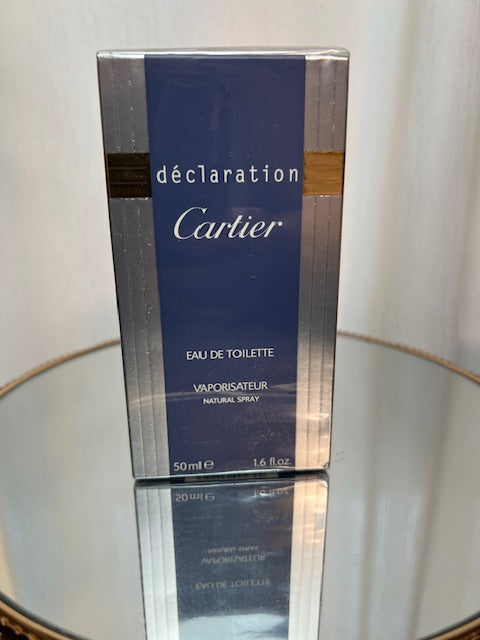 déclaration
Cartier
EAU DE TOILETTE
VAPORISATEUR
NATURAL SPRAY
50 ml e 1.6 fl.oz.